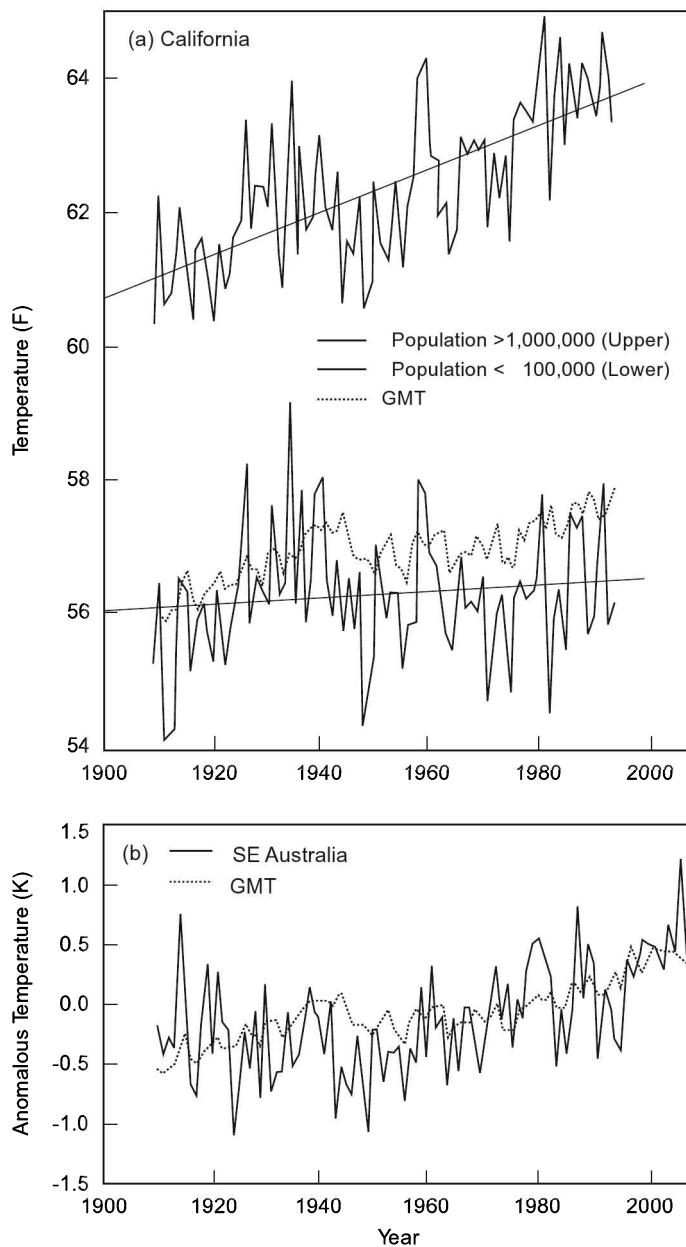 (a) California
64
62
Temperature (F)
60
Population >1,000,000 (Upper)
Population < 100,000 (Lower)
GMT
58
56
54
1900 1920 1940 1960 1980 2000
1.5
(b) SE Australia
GMT
1.0
0.5
Anomalous Temperature (K)
0.0
-0.5
-1.0
-1.5
1900 1920 1940 1960 1980 2000
Year